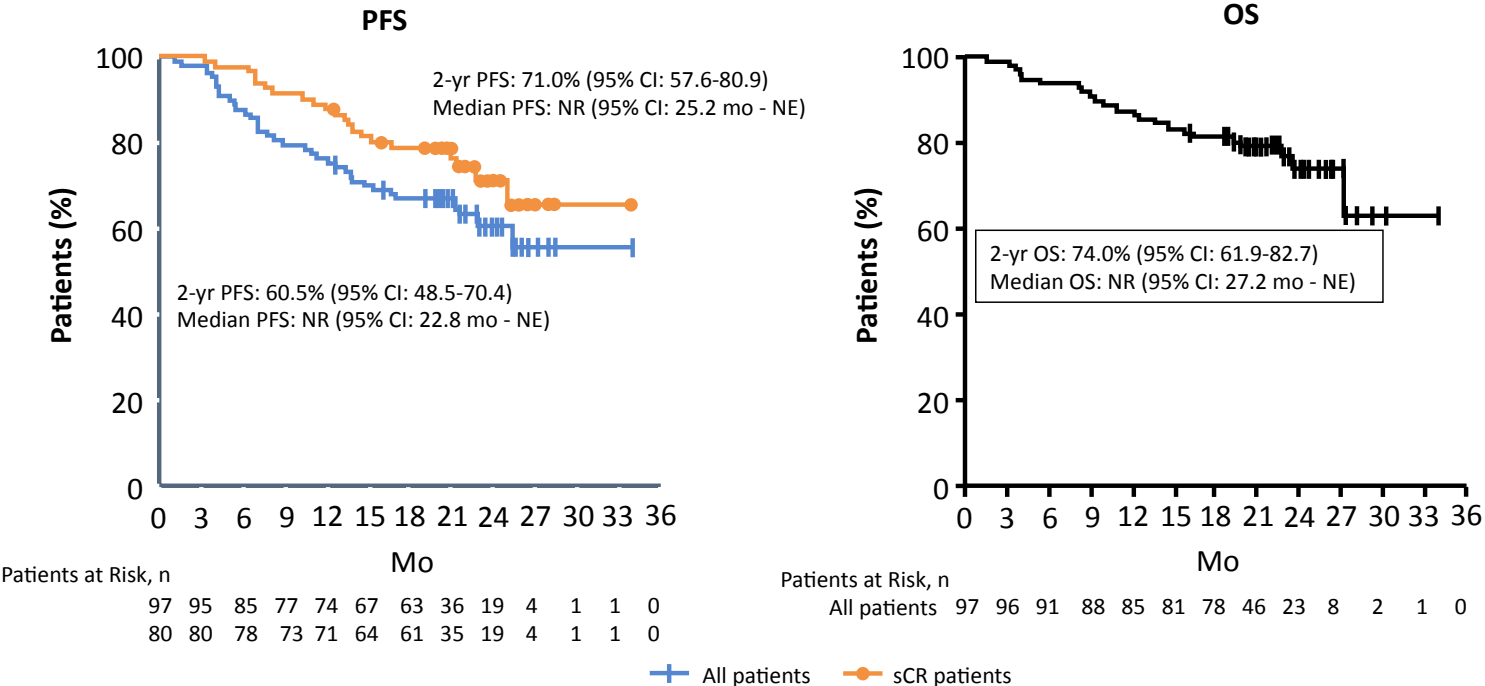 PFS
100
80
60
40
20
0
Patients (%)
2-yr PFS: 71.0% (95% CI: 57.6-80.9)
Median PFS: NR (95% CI: 25.2 mo - NE)
2-yr PFS: 60.5% (95% CI: 48.5-70.4)
Median PFS: NR (95% CI: 22.8 mo - NE)
0 3 6 9 12 15 18 21 24 27 30 33 36
Mo
Patients at Risk, n
97 95 85 77 74 67 63 36 19 4 1 1 0
80 80 78 73 71 64 61 35 19 4 1 1 0
OS
100
80
60
40
20
0
Patients (%)
2-yr OS: 74.0% (95% CI: 61.9-82.7)
Median OS: NR (95% CI: 27.2 mo - NE)
0 3 6 9 12 15 18 21 24 27 30 33 36
Mo
Patients at Risk, n
All patients 97 96 91 88 85 81 78 46 23 8 2 1 0
All patients sCR patients